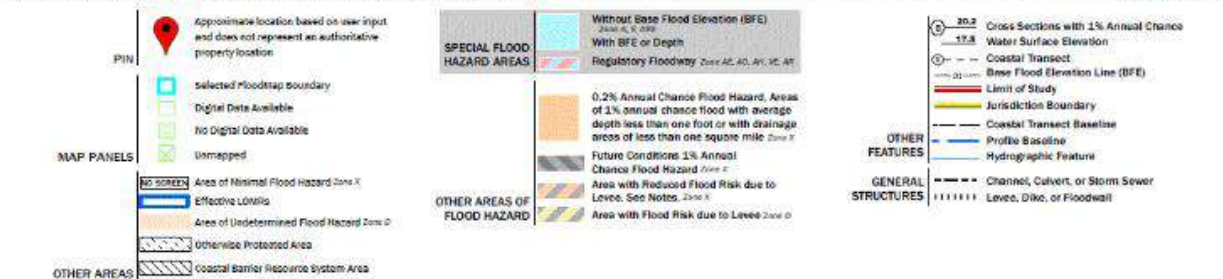 PIN
Approximate location based on user input
and does not represent an authoritative
property location
MAP PANELS
Selected FloodMap Boundary
Digital Data Available
No Digital Data Available
Unmapped
OTHER AREAS
NO SCREEN Area of Minimal Flood Hazard Zone X
Effective LOMRs
Area of Undetermined Flood Hazard Zone D
Otherwise Protected Area
Coastal Barrier Resource System Area
SPECIAL FLOOD
HAZARD AREAS
Without Base Flood Elevation (BFE)
Zone A, V, A99
With BFE or Depth
Regulatory Floodway Zone AE, AO, AH, VE, AR
OTHER AREAS OF
FLOOD HAZARD
0.2% Annual Chance Flood Hazard, Areas
of 1% annual chance flood with average
depth less than one foot or with drainage
areas of less than one square mile Zone X
Future Conditions 1% Annual
Chance Flood Hazard Zone X
Area with Reduced Flood Risk due to
Levee. See Notes. Zone X
Area with Flood Risk due to Levee Zone D
OTHER
FEATURES
20.2 Cross Sections with 1% Annual Chance
17.5 Water Surface Elevation
Coastal Transect
Base Flood Elevation Line (BFE)
Limit of Study
Jurisdiction Boundary
Coastal Transect Baseline
Profile Baseline
Hydrographic Feature
GENERAL
STRUCTURES
Channel, Culvert, or Storm Sewer
Levee, Dike, or Floodwall